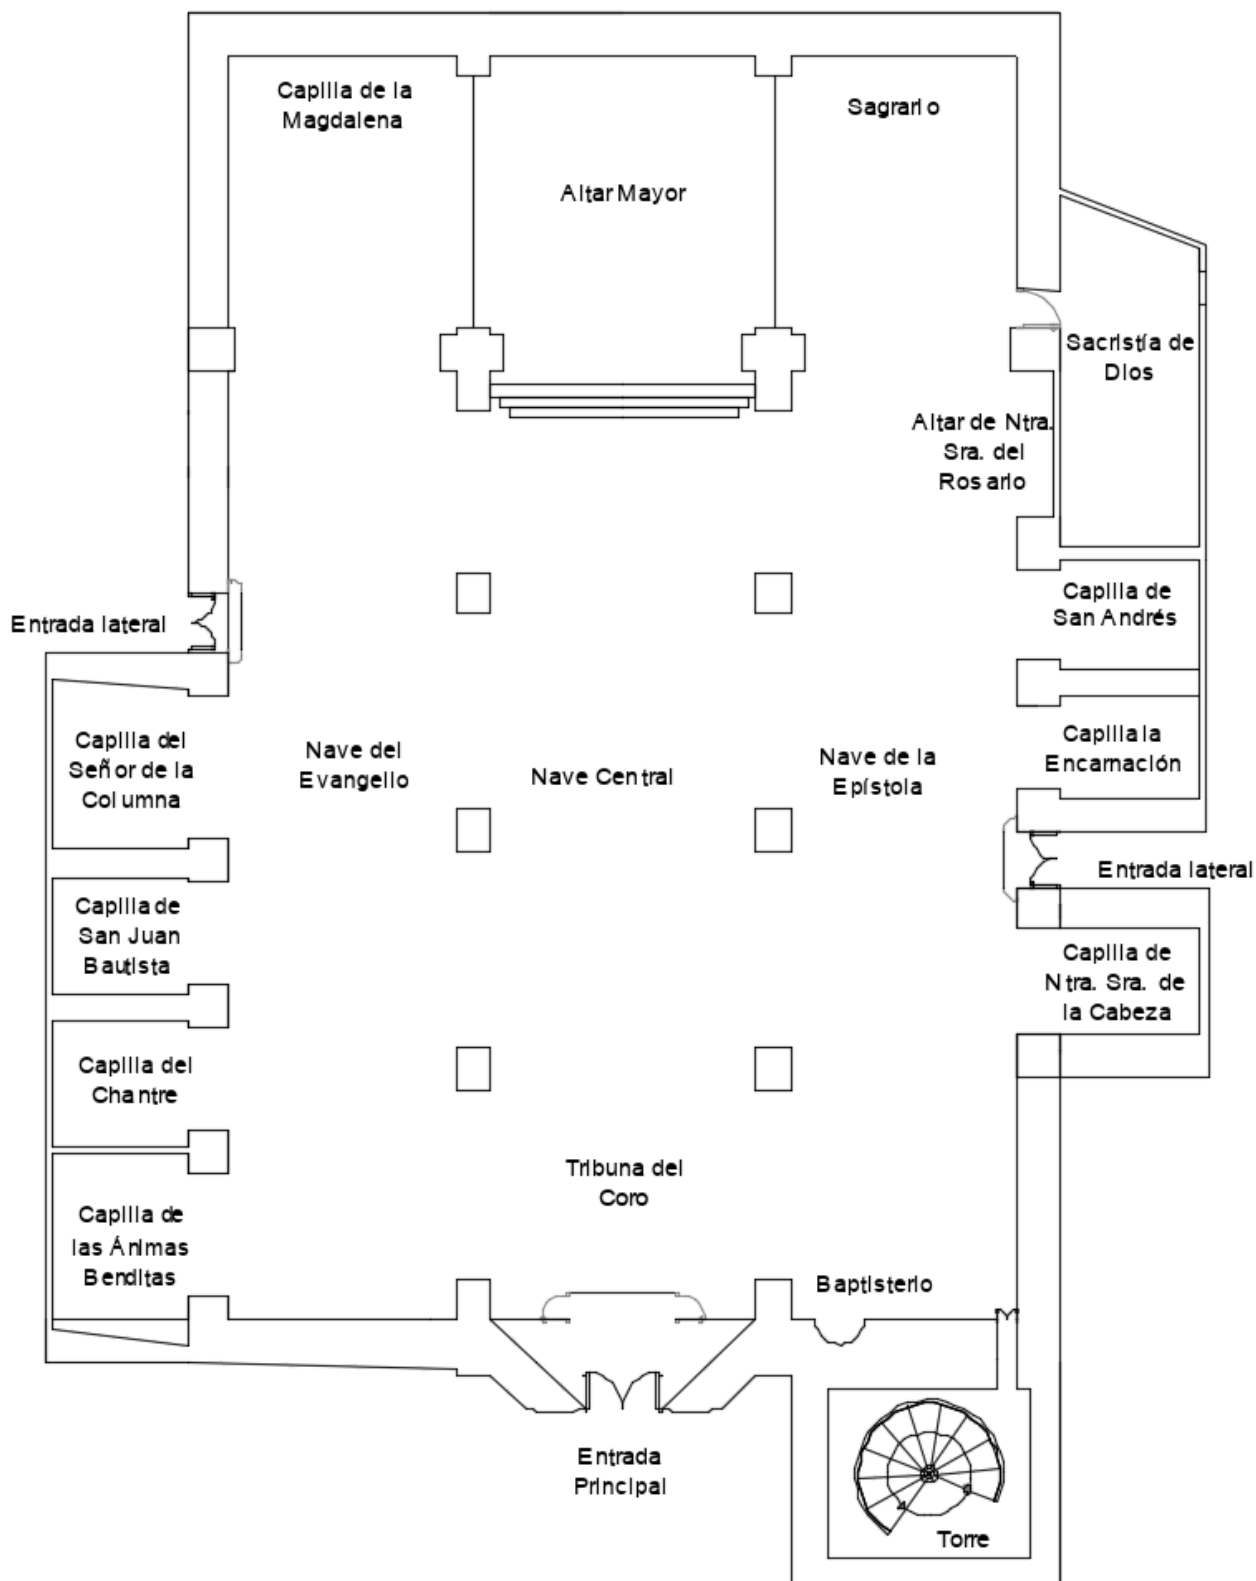 Capilla de la
Magdalena
Sagrario
Altar Mayor
Sacristía de
Dios
Altar de Ntra.
Sra. del
Rosario
Capilla de
San Andrés
Entrada lateral
Capilla del
Señor de la
Columna
Nave del
Evangelio
Nave Central
Nave de la
Epístola
Capilla la
Encarnación
Entrada lateral
Capilla de
San Juan
Bautista
Capilla de
Ntra. Sra. de
la Cabeza
Capilla del
Chantre
Tribuna del
Coro
Capilla de
las Ánimas
Benditas
Baptisterio
Entrada
Principal
Torre